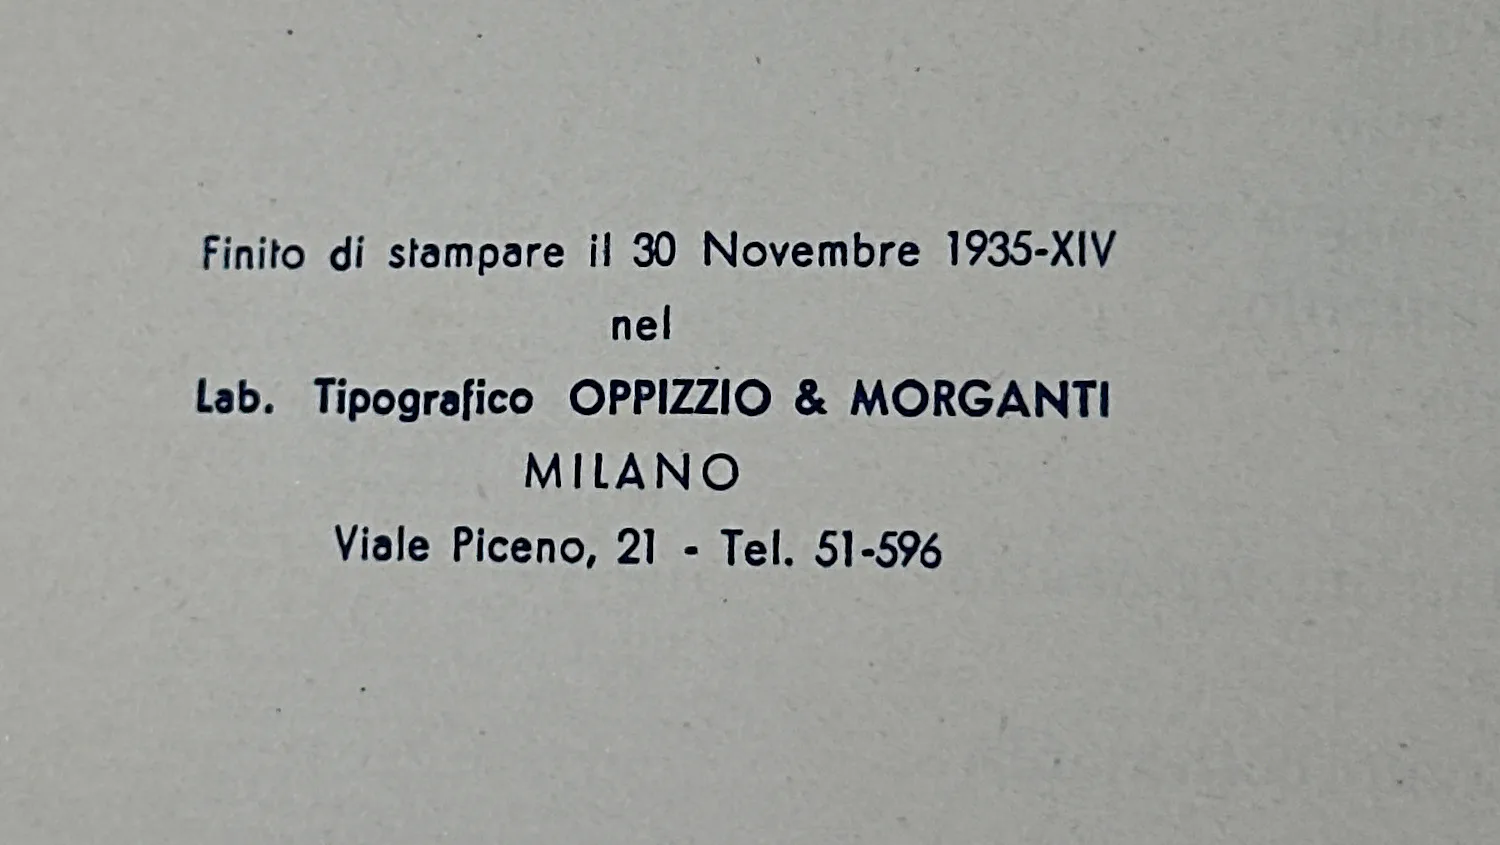 Finito di stampare il 30 Novembre 1935-XIV
nel
Lab. Tipografico OPPIZZIO & MORGANTI
MILANO
Viale Piceno, 21 - Tel. 51-596